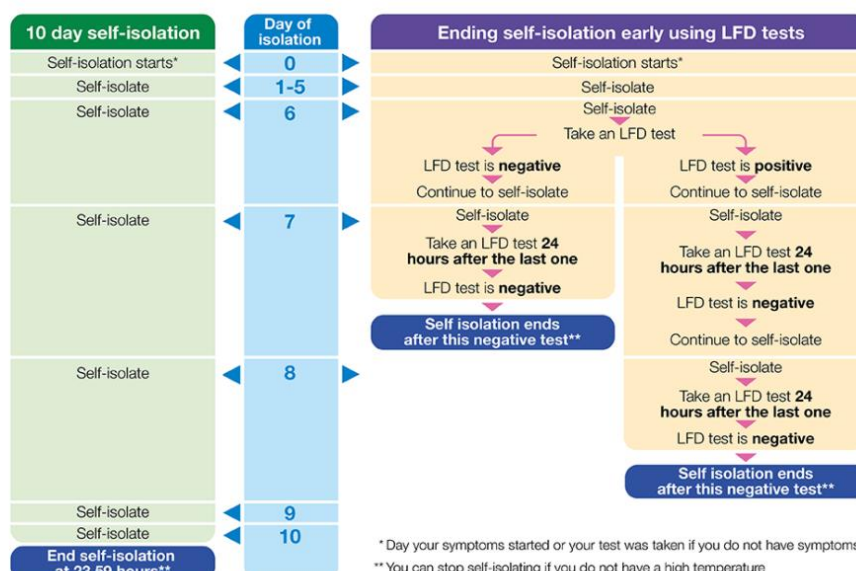 10 day self-isolation
Day of
isolation
Ending self-isolation early using LFD tests
Self-isolation starts*
0
Self-isolation starts*
Self-isolate
1-5
Self-isolate
Self-isolate
6
Self-isolate
Take an LFD test
LFD test is negative
LFD test is positive
Continue to self-isolate
Continue to self-isolate
Self-isolate
7
Self-isolate
Self-isolate
Take an LFD test 24
hours after the last one
Take an LFD test 24
hours after the last one
LFD test is negative
LFD test is negative
Self isolation ends
after this negative test**
Continue to self-isolate
Self-isolate
8
Self-isolate
Take an LFD test 24
hours after the last one
LFD test is negative
Self isolation ends
after this negative test**
Self-isolate
9
Self-isolate
10
End self-isolation
at 23.59 hours**
* Day your symptoms started or your test was taken if you do not have symptoms
** You can stop self-isolating if you do not have a high temperature